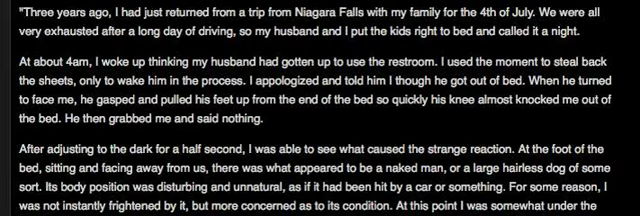 "Three years ago, I had just returned from a trip from Niagara Falls with my family for the 4th of July. We were all
very exhausted after a long day of driving, so my husband and I put the kids right to bed and called it a night.
At about 4am, I woke up thinking my husband had gotten up to use the restroom. I used the moment to steal back
the sheets, only to wake him in the process. I appologized and told him I though he got out of bed. When he turned
to face me, he gasped and pulled his feet up from the end of the bed so quickly his knee almost knocked me out of
the bed. He then grabbed me and said nothing.
After adjusting to the dark for a half second, I was able to see what caused the strange reaction. At the foot of the
bed, sitting and facing away from us, there was what appeared to be a naked man, or a large hairless dog of some
sort. Its body position was disturbing and unnatural, as if it had been hit by a car or something. For some reason, I
was not instantly frightened by it, but more concerned as to its condition. At this point I was somewhat under the